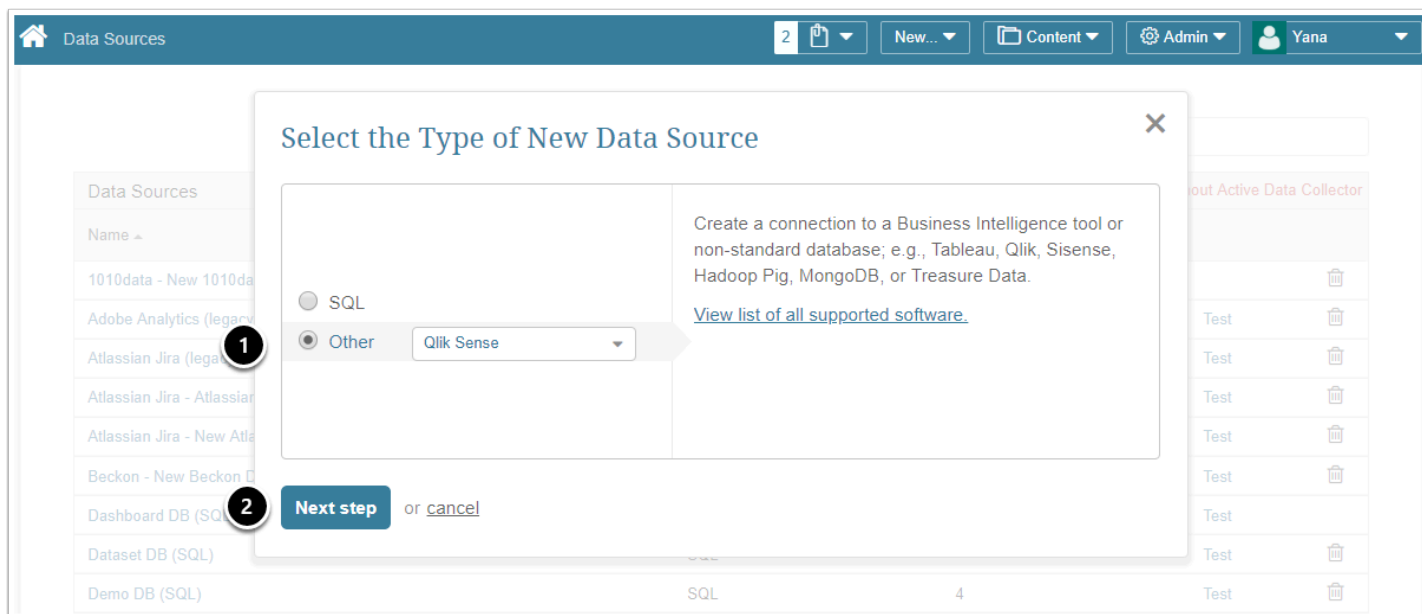 Data Sources
2
New...
Content
Admin
Yana
Select the Type of New Data Source
Data Sources
out Active Data Collector
Name
SQL
Other
Qlik Sense
1
Create a connection to a Business Intelligence tool or
non-standard database; e.g., Tableau, Qlik, Sisense,
Hadoop Pig, MongoDB, or Treasure Data.
View list of all supported software.
1010data - New 1010da
Adobe Analytics (legacy
Test
Atlassian Jira (lega
Test
Atlassian Jira - Atlassian
Test
Atlassian Jira - New Atla
Test
Beckon - New Beckon D
Test
2
Next step
or cancel
Dashboard DB (SQL
Test
Dataset DB (SQL)
Test
Demo DB (SQL)
SQL
4
Test